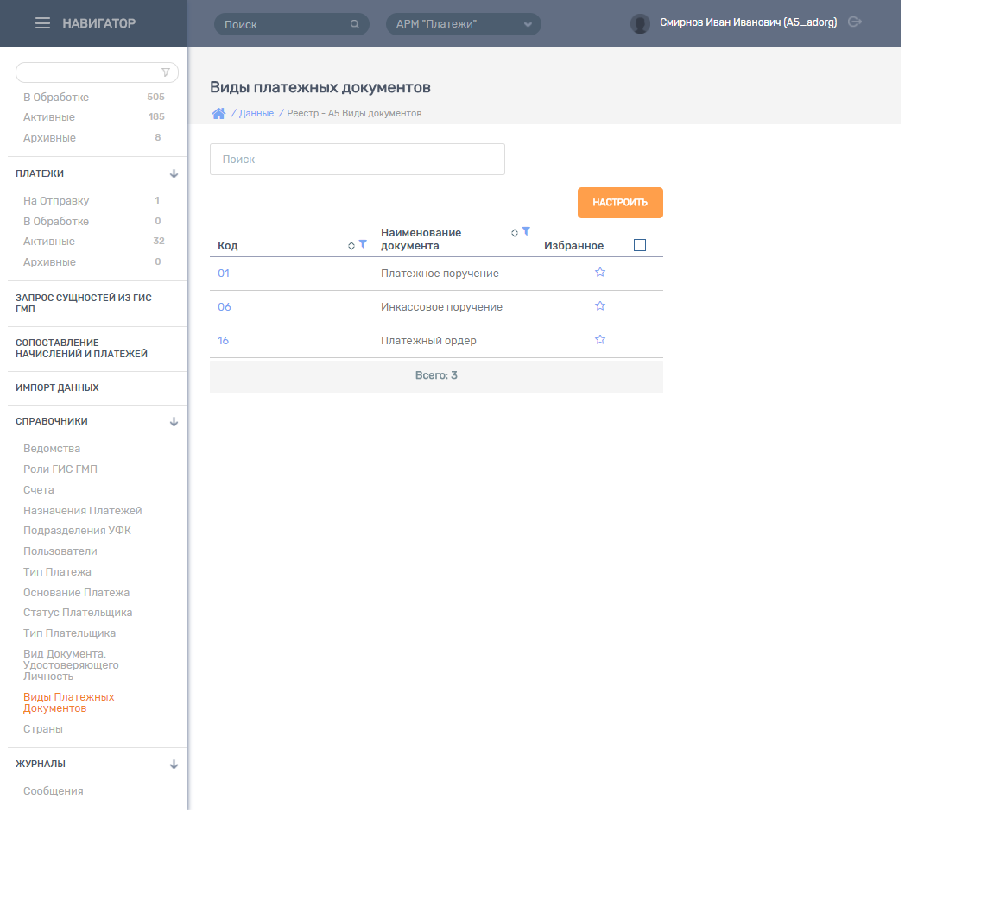 НАВИГАТОР
Поиск
АРМ "Платежи"
Смирнов Иван Иванович (A5_adorg)
В Обработке 505
Активные 185
Архивные 8
ПЛАТЕЖИ
На Отправку 1
В Обработке 0
Активные 32
Архивные 0
ЗАПРОС СУЩНОСТЕЙ ИЗ ГИС
ГМП
СОПОСТАВЛЕНИЕ
НАЧИСЛЕНИЙ И ПЛАТЕЖЕЙ
ИМПОРТ ДАННЫХ
СПРАВОЧНИКИ
Ведомства
Роли ГИС ГМП
Счета
Назначения Платежей
Подразделения УФК
Пользователи
Тип Платежа
Основание Платежа
Статус Плательщика
Тип Плательщика
Вид Документа,
Удостоверяющего
Личность
Виды Платежных
Документов
Страны
ЖУРНАЛЫ
Сообщения
Виды платежных документов
/ Данные / Реестр - А5 Виды документов
Поиск
НАСТРОИТЬ
Код
Наименование
документа
Избранное
01 Платежное поручение
06 Инкассовое поручение
16 Платежный ордер
Всего: 3